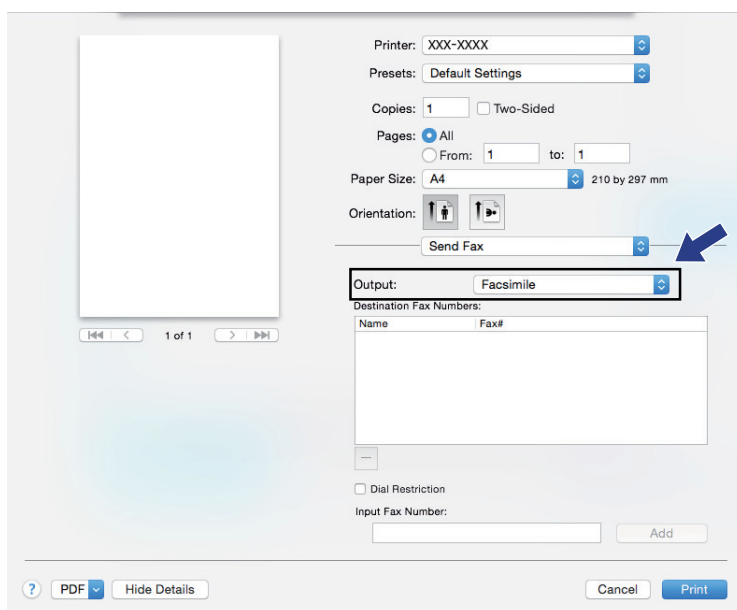 Printer: XXX-XXXX
Presets: Default Settings
Copies: 1 Two-Sided
Pages: All
From: 1 to: 1
Paper Size: A4 210 by 297 mm
Orientation:
Send Fax
Output: Facsimile
Destination Fax Numbers:
Name Fax#
1 of 1
Dial Restriction
Input Fax Number:
Add
? PDF Hide Details Cancel Print